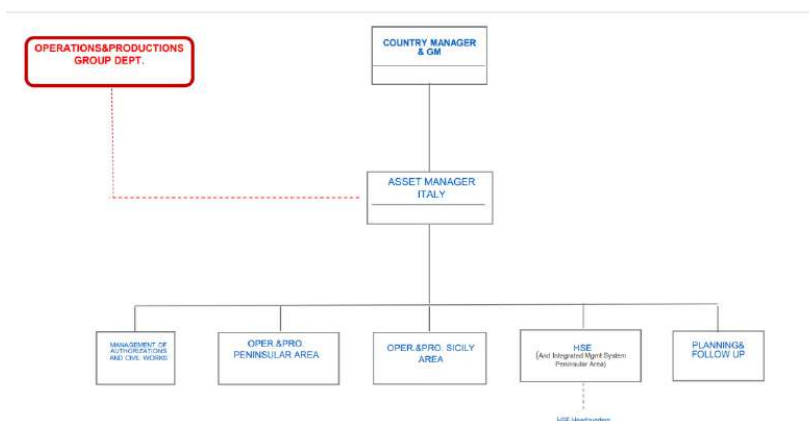 OPERATIONS&PRODUCTIONS
GROUP DEPT.
COUNTRY MANAGER
& GM
ASSET MANAGER
ITALY
MANAGEMENT OF
AUTHORIZATIONS
AND CIVIL WORKS
OPER.&PRO.
PENINSULAR AREA
OPER.&PRO. SICILY
AREA
HSE
(And Integrated Mgmt System
Peninsular Area)
PLANNING&
FOLLOW UP
HSE